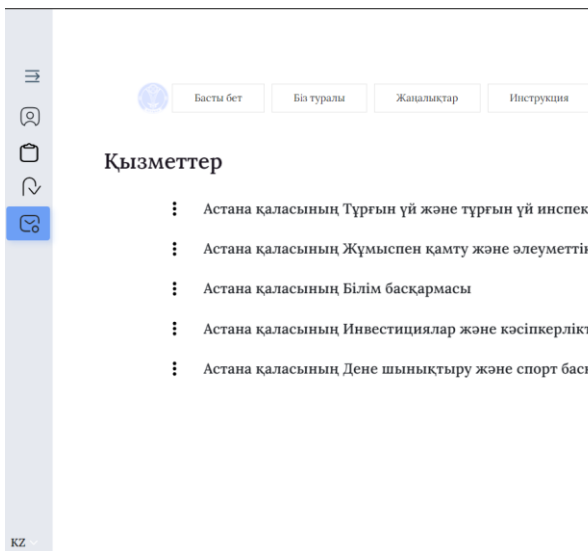 Басты бет
Біз туралы
Жаңалықтар
Инструкция
Қызметтер
Астана қаласының Тұрғын үй және тұрғын үй инспек
Астана қаласының Жұмыспен қамту және әлеуметтік
Астана қаласының Білім басқармасы
Астана қаласының Инвестициялар және кәсіпкерлікт
Астана қаласының Дене шынықтыру және спорт бас
KZ